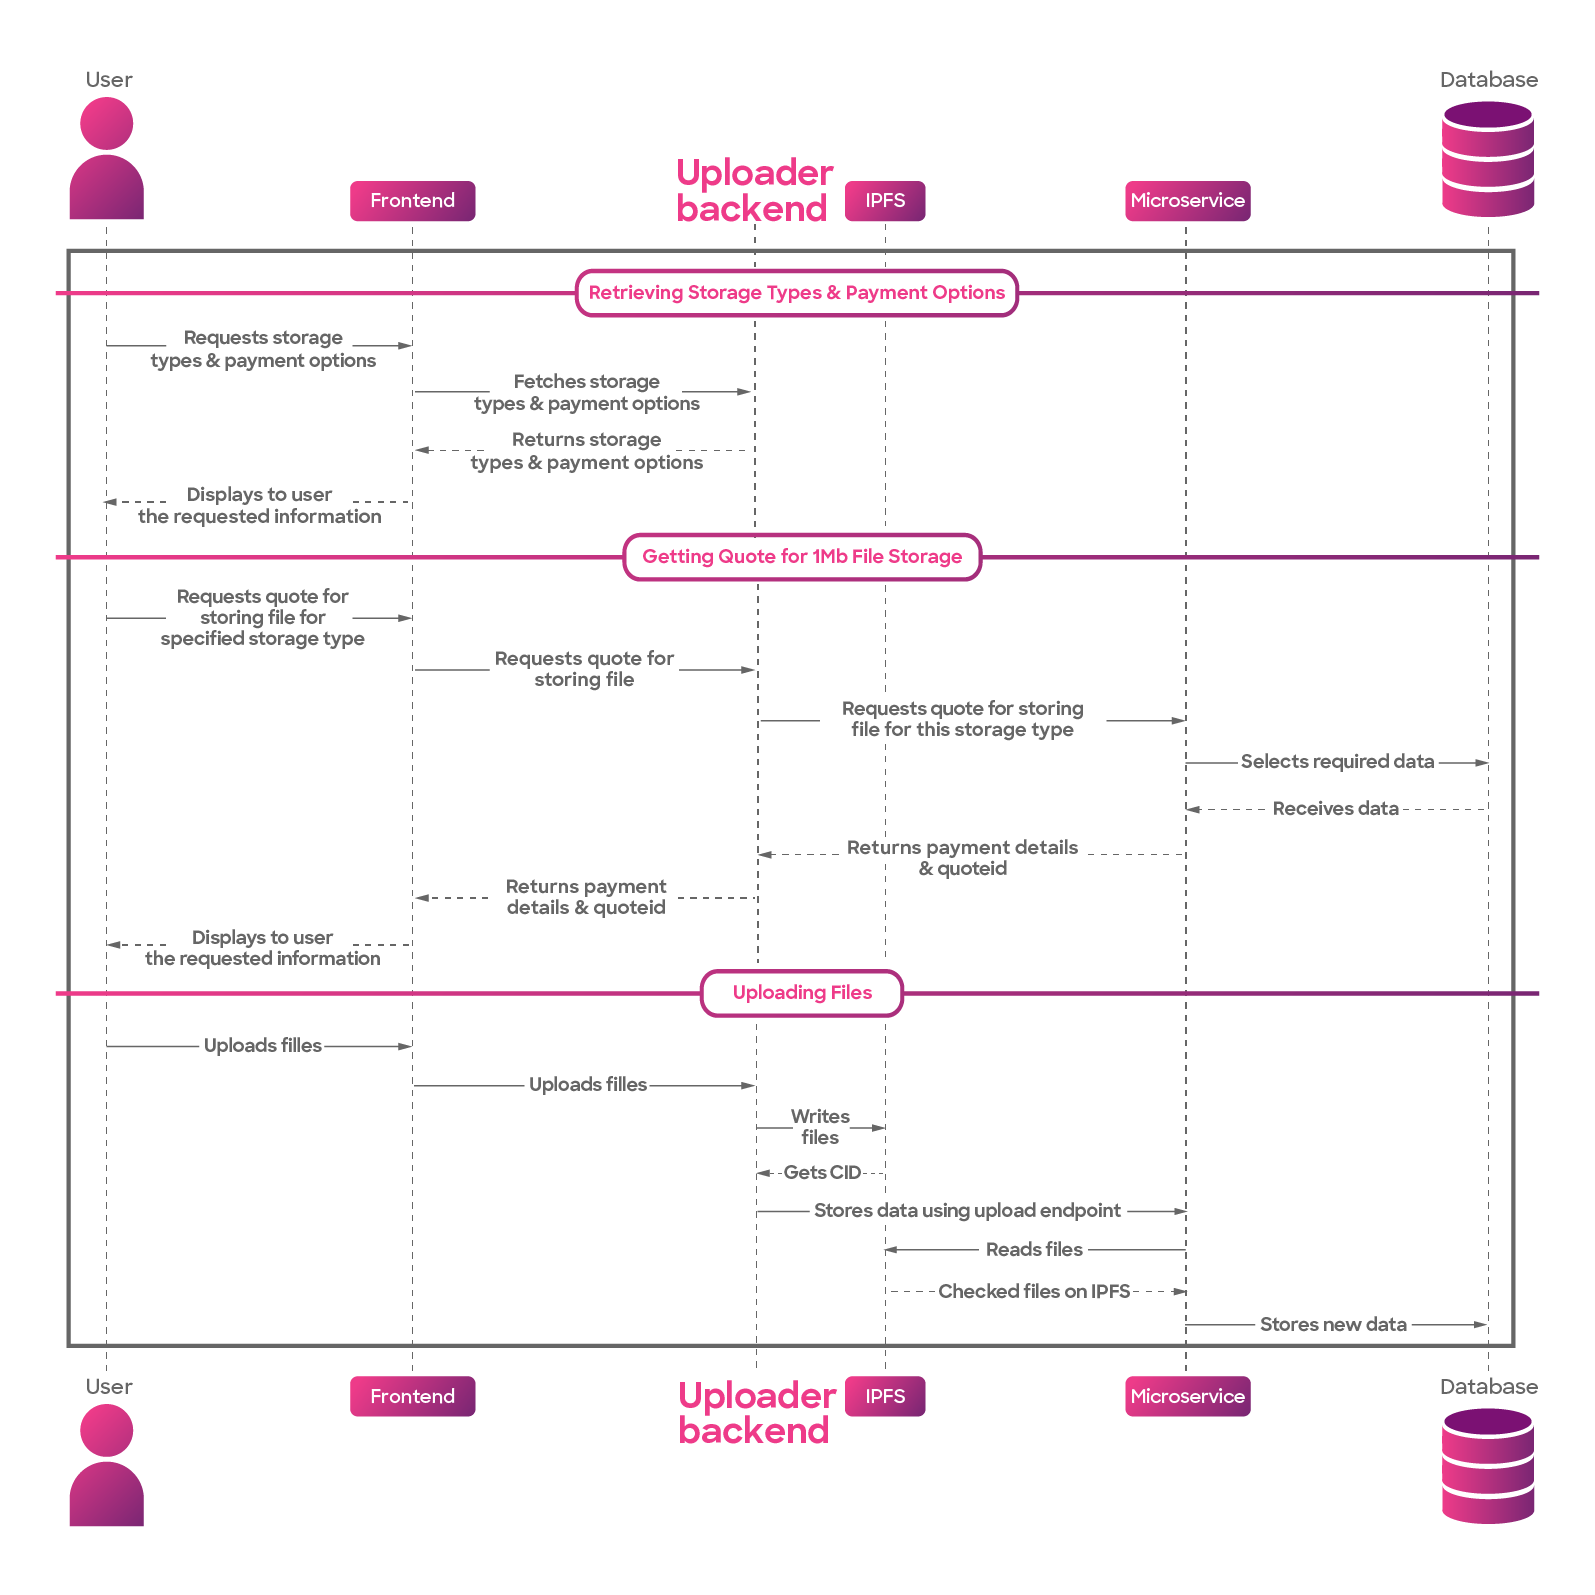 User
Database
Uploader
backend
Frontend
IPFS
Microservice
Retrieving Storage Types & Payment Options
Requests storage
types & payment options
Fetches storage
types & payment options
Returns storage
types & payment options
Displays to user
the requested information
Getting Quote for 1Mb File Storage
Requests quote for
storing file for
specified storage type
Requests quote for
storing file
Requests quote for storing
file for this storage type
Selects required data
Receives data
Returns payment details
& quoteid
Returns payment
details & quoteid
Displays to user
the requested information
Uploading Files
Uploads filles
Uploads filles
Writes
files
Gets CID
Stores data using upload endpoint
Reads files
Checked files on IPFS
Stores new data
User
Frontend
Uploader
backend
IPFS
Microservice
Database